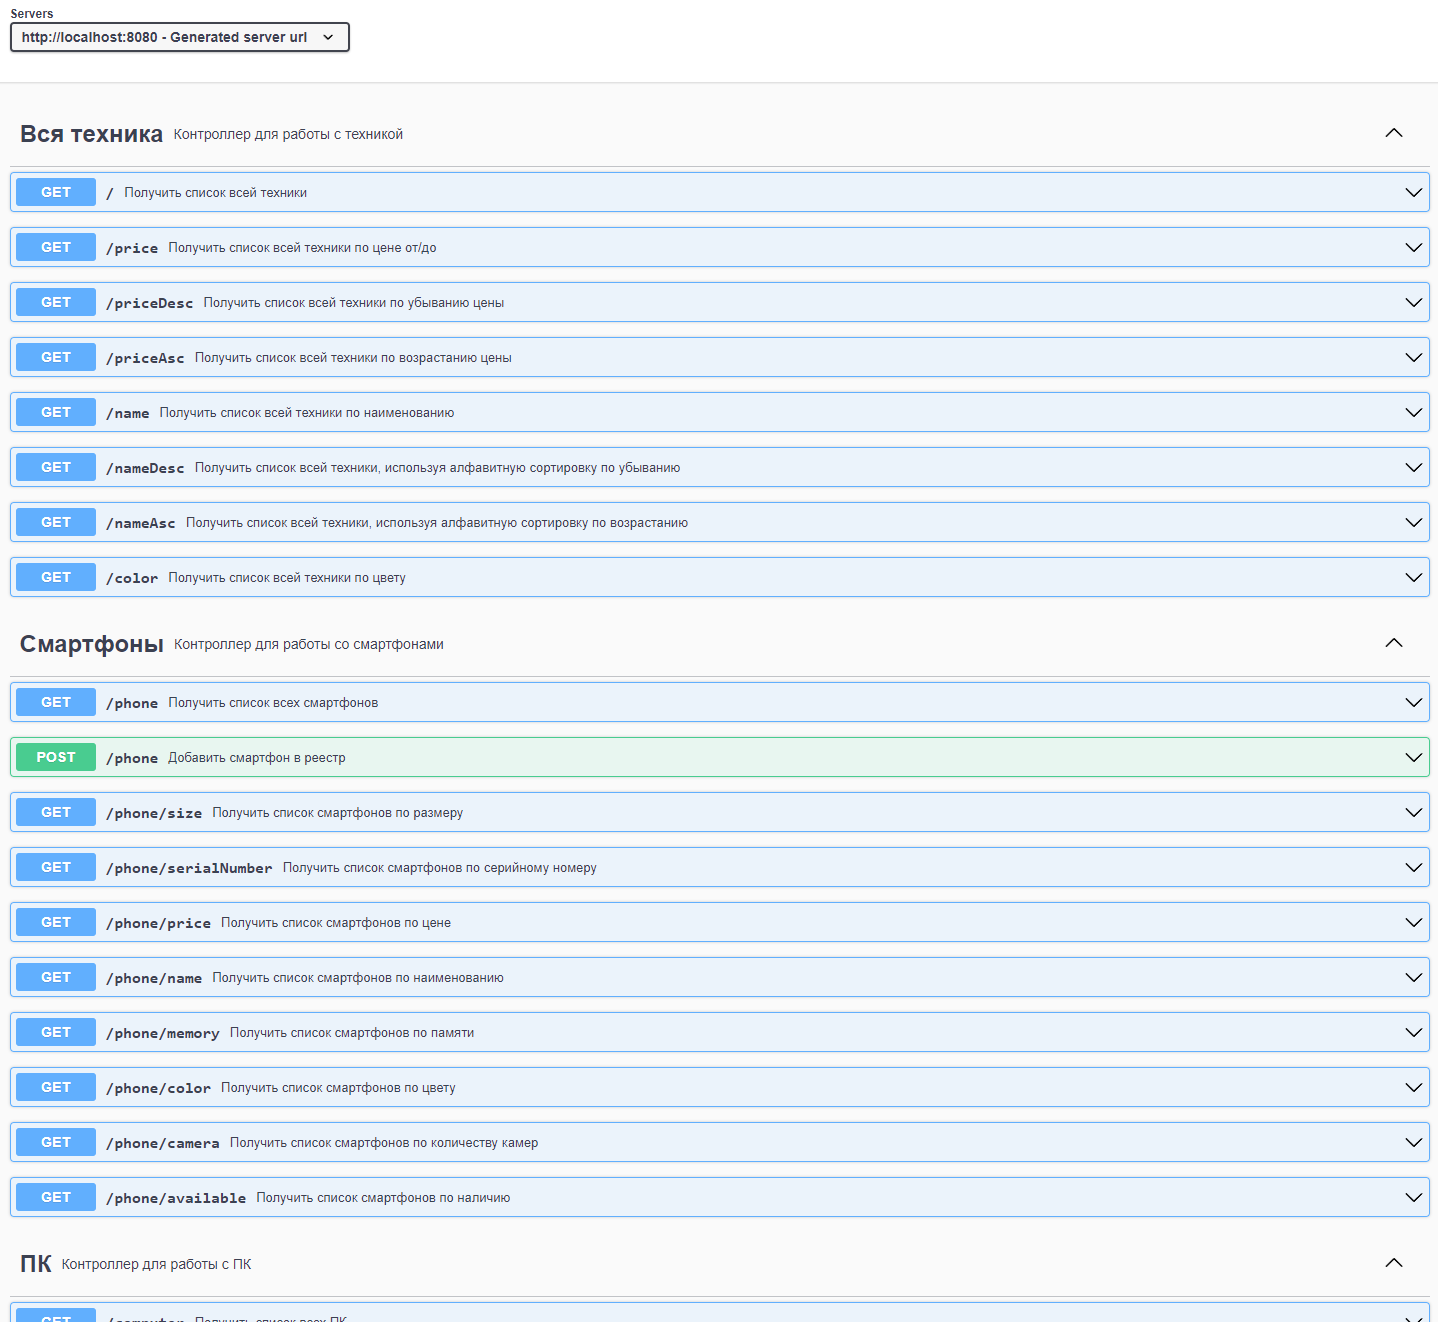 Servers
http://localhost:8080 - Generated server url
Вся техника Контроллер для работы с техникой
GET / Получить список всей техники
GET /price Получить список всей техники по цене от/до
GET /priceDesc Получить список всей техники по убыванию цены
GET /priceAsc Получить список всей техники по возрастанию цены
GET /name Получить список всей техники по наименованию
GET /nameDesc Получить список всей техники, используя алфавитную сортировку по убыванию
GET /nameAsc Получить список всей техники, используя алфавитную сортировку по возрастанию
GET /color Получить список всей техники по цвету
Смартфоны Контроллер для работы со смартфонами
GET /phone Получить список всех смартфонов
POST /phone Добавить смартфон в реестр
GET /phone/size Получить список смартфонов по размеру
GET /phone/serialNumber Получить список смартфонов по серийному номеру
GET /phone/price Получить список смартфонов по цене
GET /phone/name Получить список смартфонов по наименованию
GET /phone/memory Получить список смартфонов по памяти
GET /phone/color Получить список смартфонов по цвету
GET /phone/camera Получить список смартфонов по количеству камер
GET /phone/available Получить список смартфонов по наличию
ПК Контроллер для работы с ПК
GET /computer Получить список всех ПК